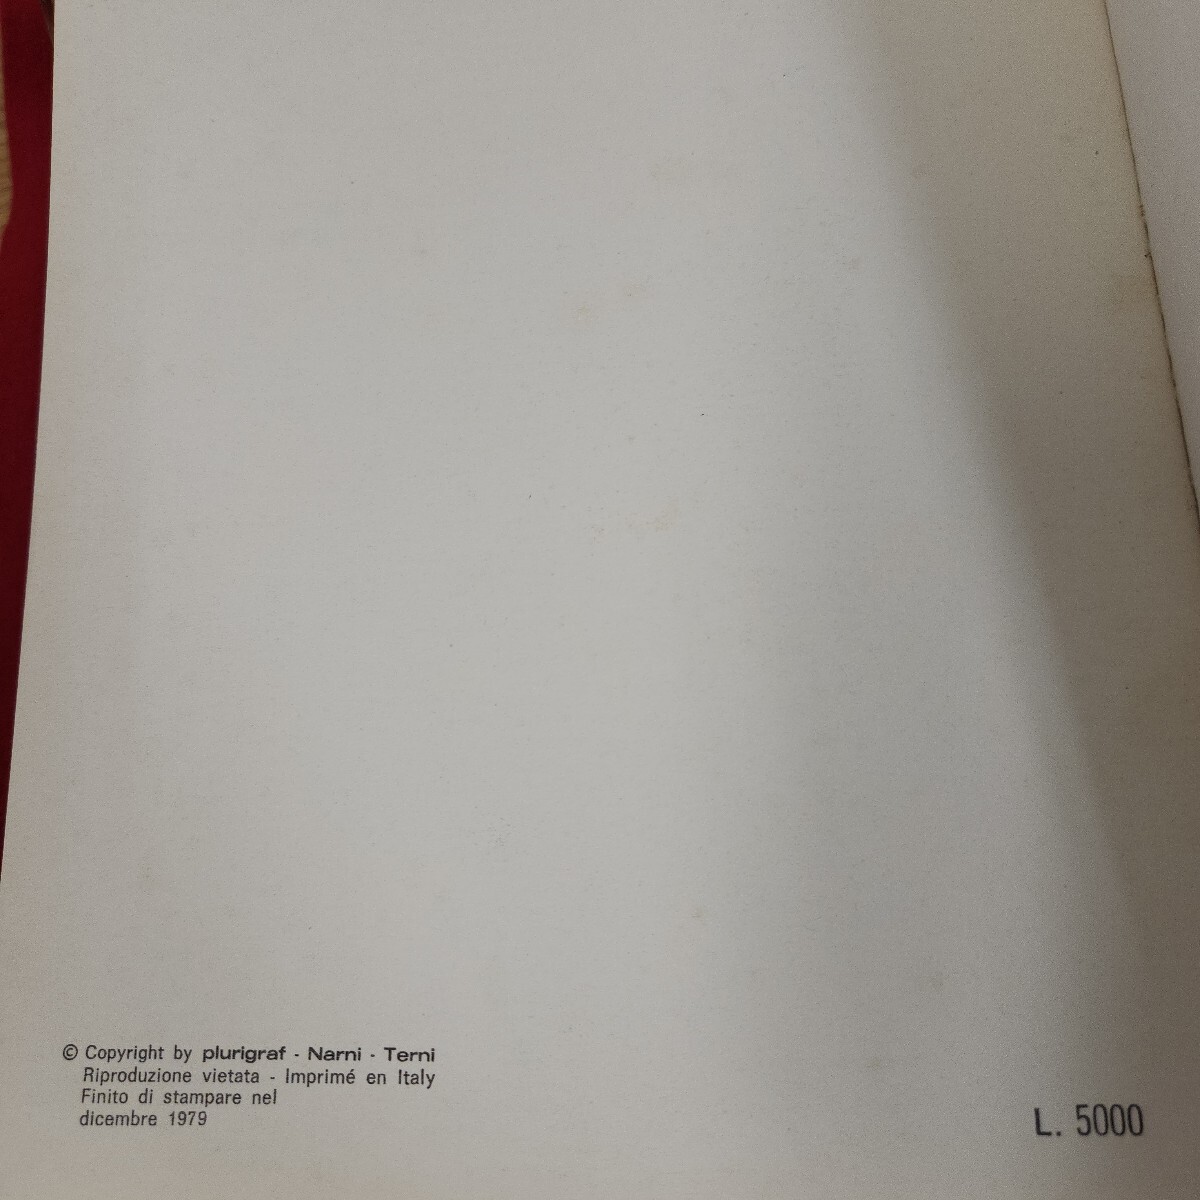 © Copyright by plurigraf - Narni - Terni
Riproduzione vietata - Imprimé en Italy
Finito di stampare nel
dicembre 1979
L. 5000